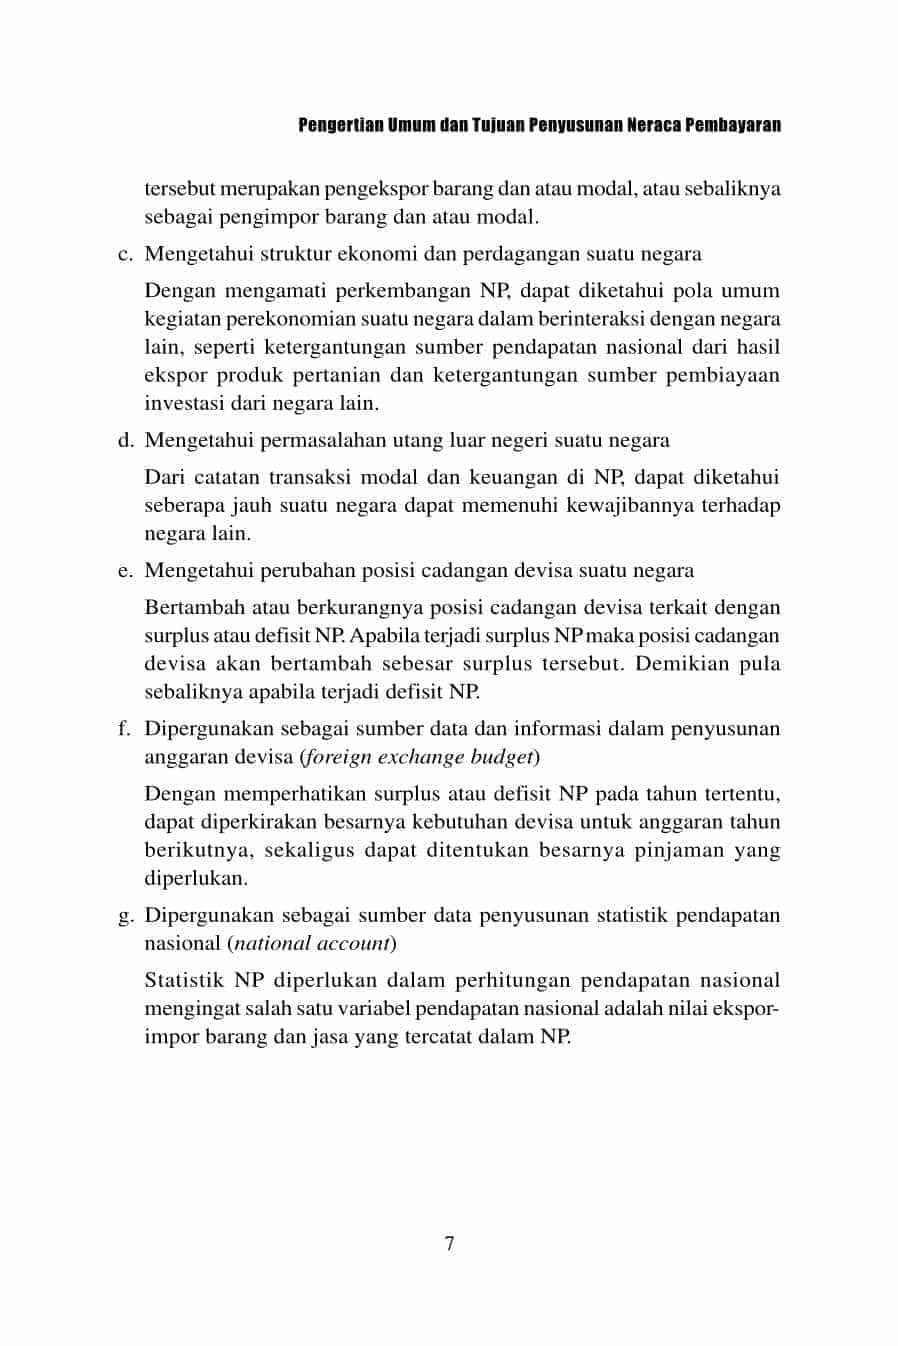 Pengertian Umum dan Tujuan Penyusunan Neraca Pembayaran
tersebut merupakan pengekspor barang dan atau modal, atau sebaliknya
sebagai pengimpor barang dan atau modal.
c. Mengetahui struktur ekonomi dan perdagangan suatu negara
Dengan mengamati perkembangan NP, dapat diketahui pola umum
kegiatan perekonomian suatu negara dalam berinteraksi dengan negara
lain, seperti ketergantungan sumber pendapatan nasional dari hasil
ekspor produk pertanian dan ketergantungan sumber pembiayaan
investasi dari negara lain.
d. Mengetahui permasalahan utang luar negeri suatu negara
Dari catatan transaksi modal dan keuangan di NP, dapat diketahui
seberapa jauh suatu negara dapat memenuhi kewajibannya terhadap
negara lain.
e. Mengetahui perubahan posisi cadangan devisa suatu negara
Bertambah atau berkurangnya posisi cadangan devisa terkait dengan
surplus atau defisit NP. Apabila terjadi surplus NP maka posisi cadangan
devisa akan bertambah sebesar surplus tersebut. Demikian pula
sebaliknya apabila terjadi defisit NP.
f. Dipergunakan sebagai sumber data dan informasi dalam penyusunan
anggaran devisa (foreign exchange budget)
Dengan memperhatikan surplus atau defisit NP pada tahun tertentu,
dapat diperkirakan besarnya kebutuhan devisa untuk anggaran tahun
berikutnya, sekaligus dapat ditentukan besarnya pinjaman yang
diperlukan.
g. Dipergunakan sebagai sumber data penyusunan statistik pendapatan
nasional (national account)
Statistik NP diperlukan dalam perhitungan pendapatan nasional
mengingat salah satu variabel pendapatan nasional adalah nilai ekspor-
impor barang dan jasa yang tercatat dalam NP.
7